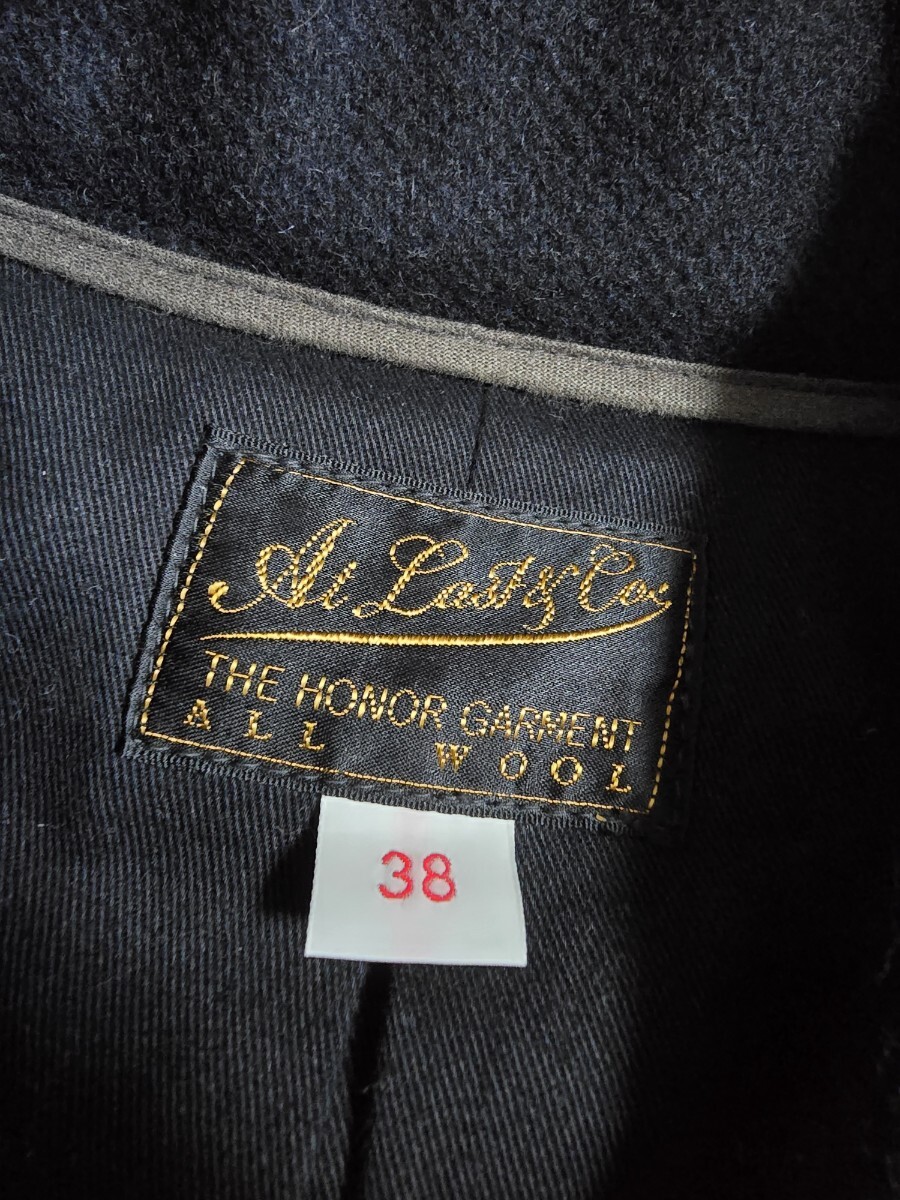 At Last & Co.
THE HONOR GARMENT
ALL WOOL
38